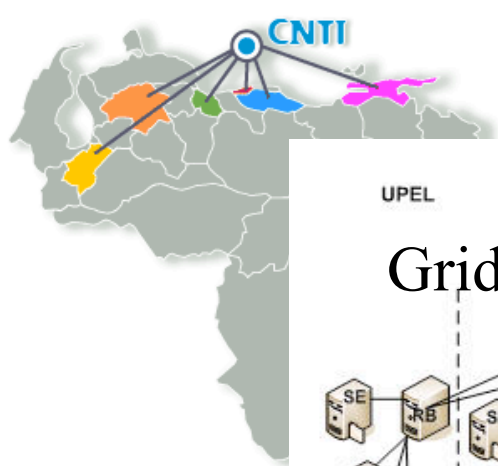 CNTI
UPEL
Grid
SE
RB
S